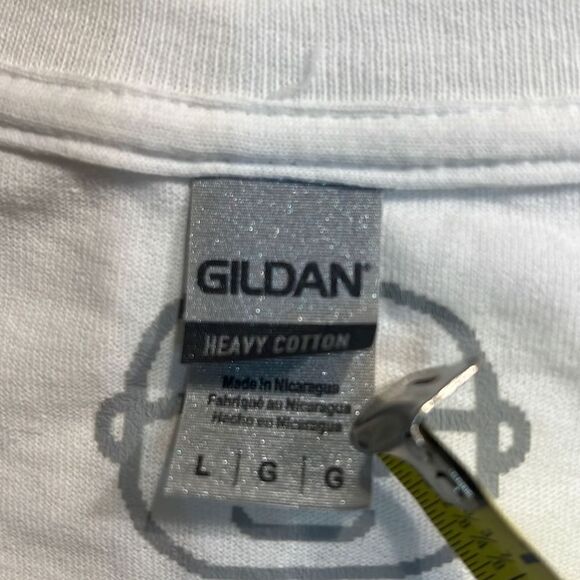 GILDAN®
HEAVY COTTON
Made in Nicaragua
Fabriqué au Nicaragua
Hecho en Nicaragua
L | G | G